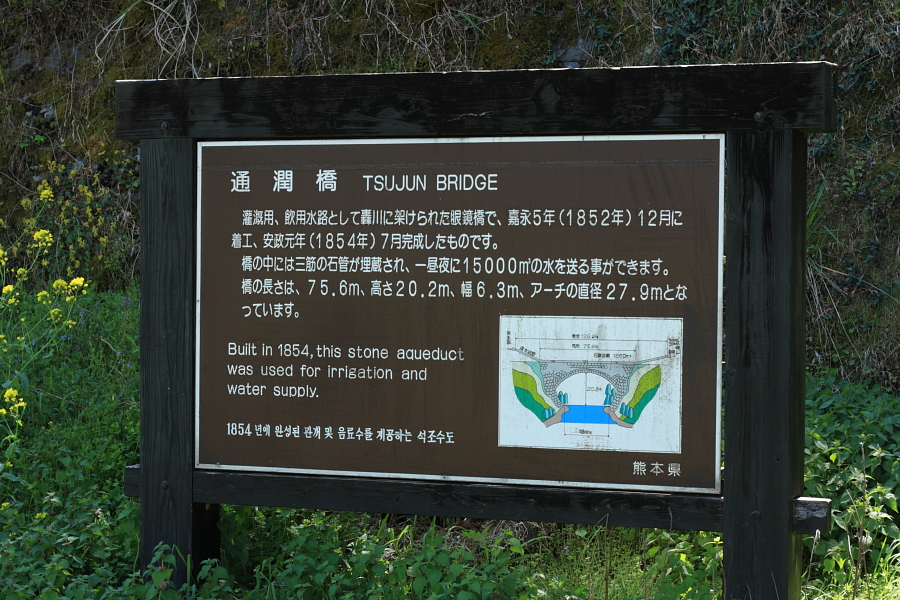 通潤橋 TSUJUN BRIDGE
灌漑用、飲用水路として轟川に架けられた眼鏡橋で、嘉永5年(1852年)12月に
着工、安政元年(1854年)7月完成したものです。
橋の中には三筋の石管が埋蔵され、一昼夜に15000㎥の水を送る事ができます。
橋の長さは、75.6m、高さ20.2m、幅6.3m、アーチの直径27.9mとな
っています。
Built in 1854, this stone aqueduct
was used for irrigation and
water supply.
1854 년에 완성된 관개 및 음료수를 제공하는 석조수도
熊本県